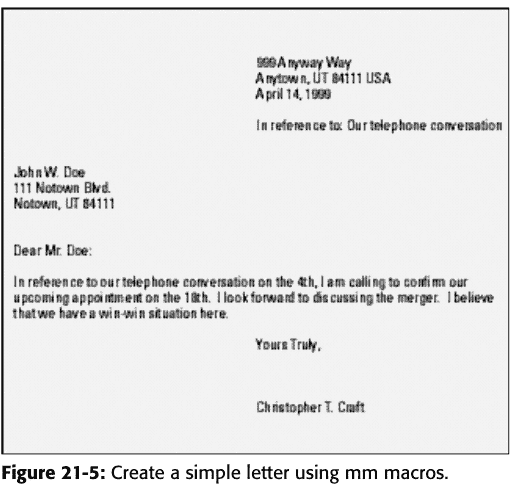 999 Anyway Way
Anytown, UT 84111 USA
April 14, 1999
In reference to: Our telephone conversation
John W. Doe
111 Notown Blvd.
Notown, UT 84111
Dear Mr. Doe:
In reference to our telephone conversation on the 4th, I am calling to confirm our
upcoming appointment on the 18th. I look forward to discussing the merger. I believe
that we have a win-win situation here.
Yours Truly,
Christopher T. Craft
Figure 21-5: Create a simple letter using mm macros.